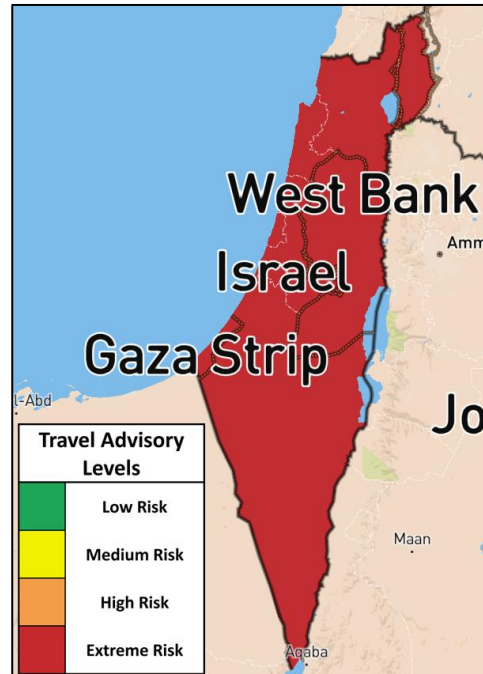 West Bank
Amm
Israel
Gaza Strip
l-Abd
Jo
Travel Advisory
Levels
Low Risk
Medium Risk
High Risk
Extreme Risk
Maan
Aqaba